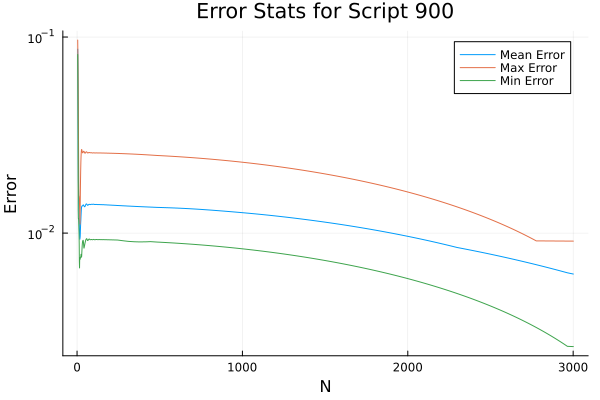 Error Stats for Script 900
10⁻¹
Mean Error
Max Error
Min Error
Error
10⁻²
0
1000
2000
3000
N